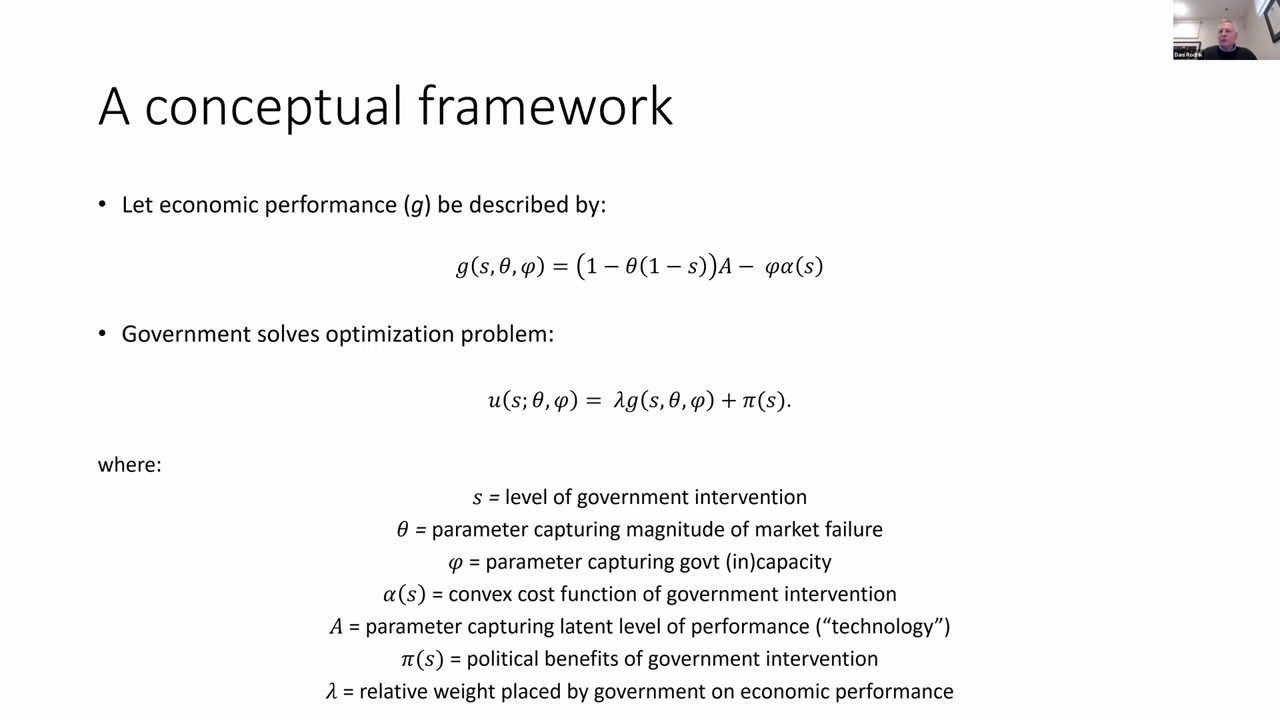 Dani Rodrik
A conceptual framework
• Let economic performance (g) be described by:
g(s, θ, φ) = (1 − θ(1 − s))A − φα(s)
• Government solves optimization problem:
u(s; θ, φ) = λg(s, θ, φ) + π(s).
where:
s = level of government intervention
θ = parameter capturing magnitude of market failure
φ = parameter capturing govt (in)capacity
α(s) = convex cost function of government intervention
A = parameter capturing latent level of performance (“technology”)
π(s) = political benefits of government intervention
λ = relative weight placed by government on economic performance